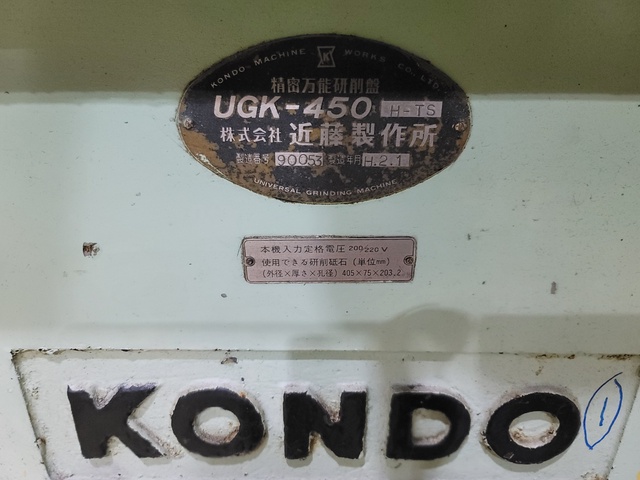 KONDO MACHINE WORKS CO., LTD.
K
精密万能研削盤
UGK-450 H-TS
株式会社 近藤製作所
製造番号 90053 製造年月 H.2.1
UNIVERSAL GRINDING MACHINE
本機入力定格電圧 200 220 V
使用できる研削砥石 (単位mm)
(外径×厚さ×孔径) 405×75×203.2
KONDO
1